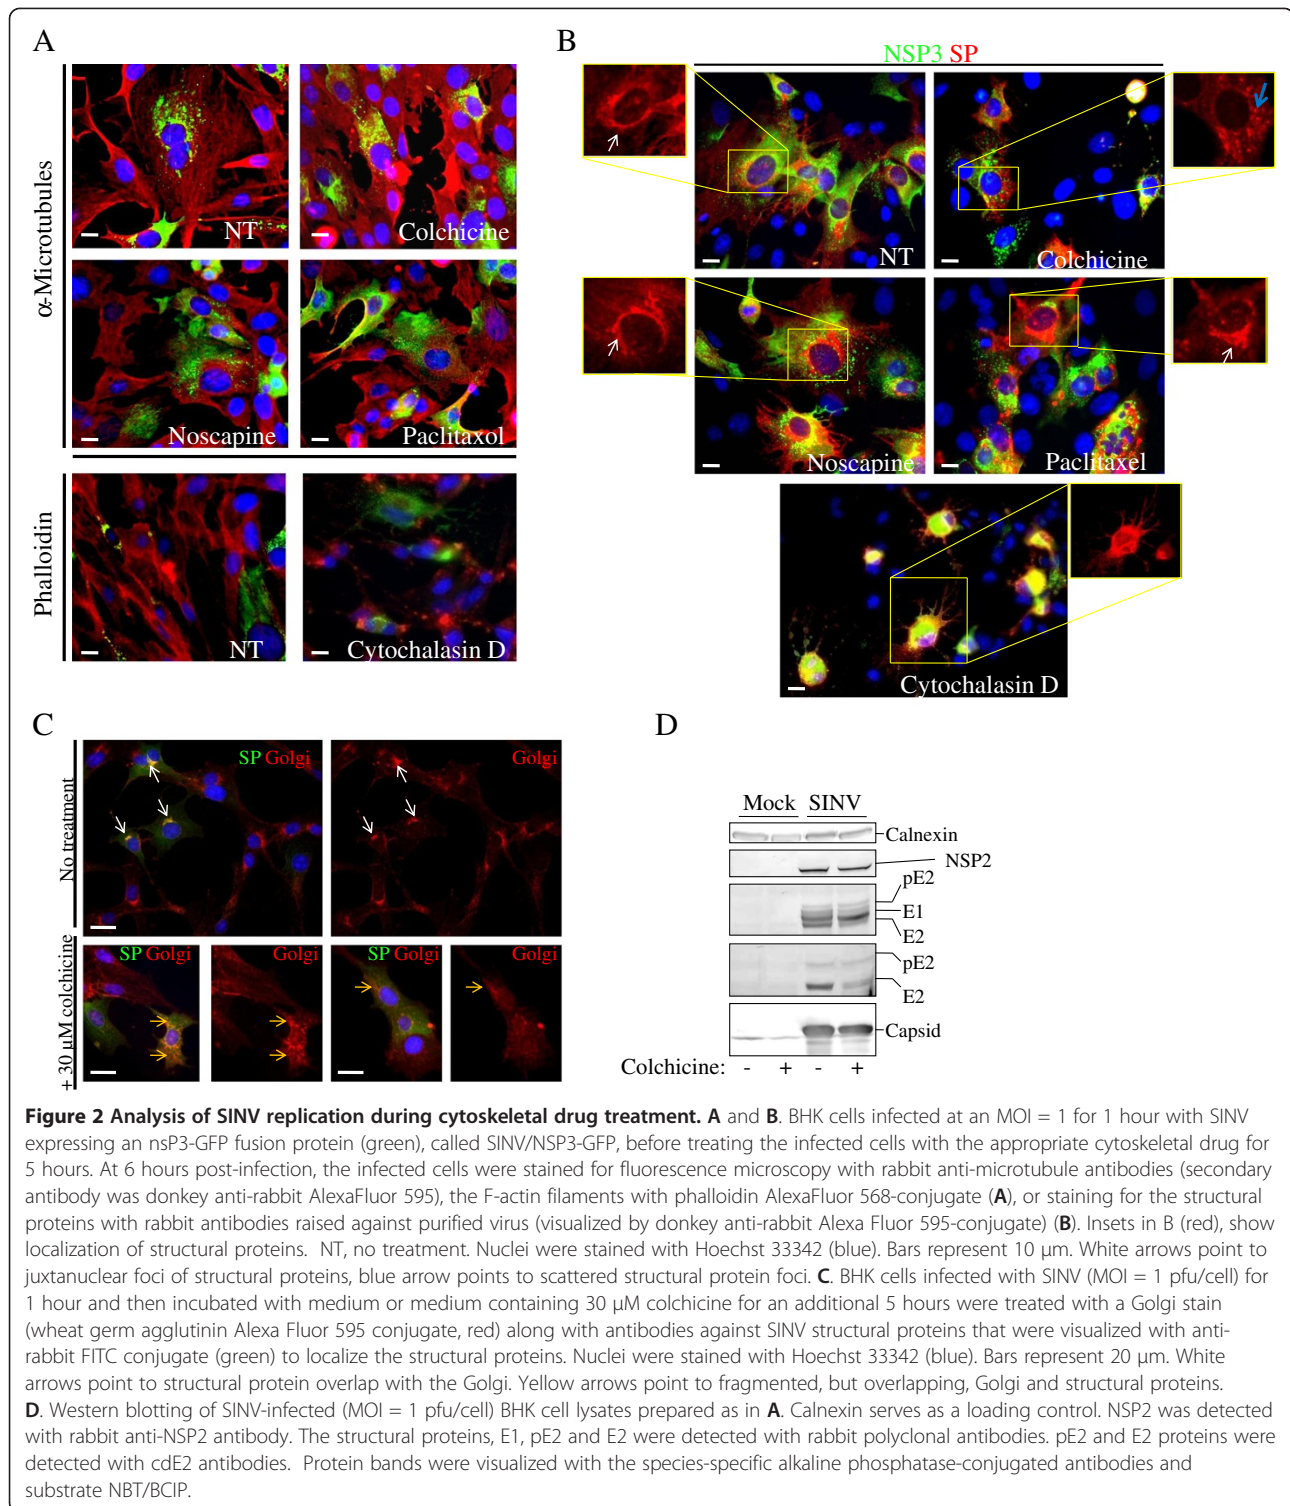 A
α-Microtubules
NT
Colchicine
Noscapine
Paclitaxol
Phalloidin
NT
Cytochalasin D
B
NSP3 SP
NT
Colchicine
Noscapine
Paclitaxel
Cytochalasin D
C
No treatment
SP Golgi
Golgi
+ 30 µM colchicine
SP Golgi
Golgi
SP Golgi
Golgi
D
Mock SINV
Calnexin
NSP2
pE2
E1
E2
pE2
E2
Capsid
Colchicine: - + - +
Figure 2 Analysis of SINV replication during cytoskeletal drug treatment. A and B. BHK cells infected at an MOI = 1 for 1 hour with SINV
expressing an nsP3-GFP fusion protein (green), called SINV/NSP3-GFP, before treating the infected cells with the appropriate cytoskeletal drug for
5 hours. At 6 hours post-infection, the infected cells were stained for fluorescence microscopy with rabbit anti-microtubule antibodies (secondary
antibody was donkey anti-rabbit AlexaFluor 595), the F-actin filaments with phalloidin AlexaFluor 568-conjugate (A), or staining for the structural
proteins with rabbit antibodies raised against purified virus (visualized by donkey anti-rabbit Alexa Fluor 595-conjugate) (B). Insets in B (red), show
localization of structural proteins. NT, no treatment. Nuclei were stained with Hoechst 33342 (blue). Bars represent 10 µm. White arrows point to
juxtanuclear foci of structural proteins, blue arrow points to scattered structural protein foci. C. BHK cells infected with SINV (MOI = 1 pfu/cell) for
1 hour and then incubated with medium or medium containing 30 µM colchicine for an additional 5 hours were treated with a Golgi stain
(wheat germ agglutinin Alexa Fluor 595 conjugate, red) along with antibodies against SINV structural proteins that were visualized with anti-
rabbit FITC conjugate (green) to localize the structural proteins. Nuclei were stained with Hoechst 33342 (blue). Bars represent 20 µm. White
arrows point to structural protein overlap with the Golgi. Yellow arrows point to fragmented, but overlapping, Golgi and structural proteins.
D. Western blotting of SINV-infected (MOI = 1 pfu/cell) BHK cell lysates prepared as in A. Calnexin serves as a loading control. NSP2 was detected
with rabbit anti-NSP2 antibody. The structural proteins, E1, pE2 and E2 were detected with rabbit polyclonal antibodies. pE2 and E2 proteins were
detected with cdE2 antibodies. Protein bands were visualized with the species-specific alkaline phosphatase-conjugated antibodies and
substrate NBT/BCIP.